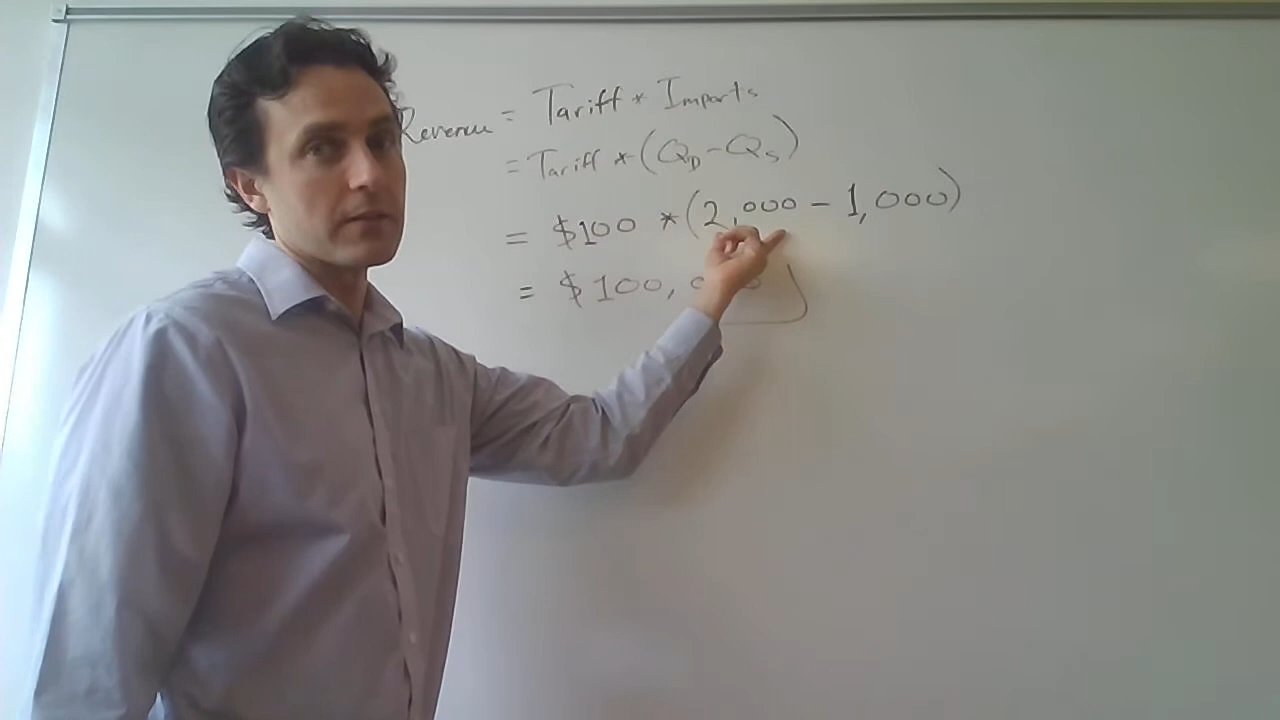 Revenue = Tariff * Imports
= Tariff * (QD - QS)
= $100 * (2,000 - 1,000)
= $100,